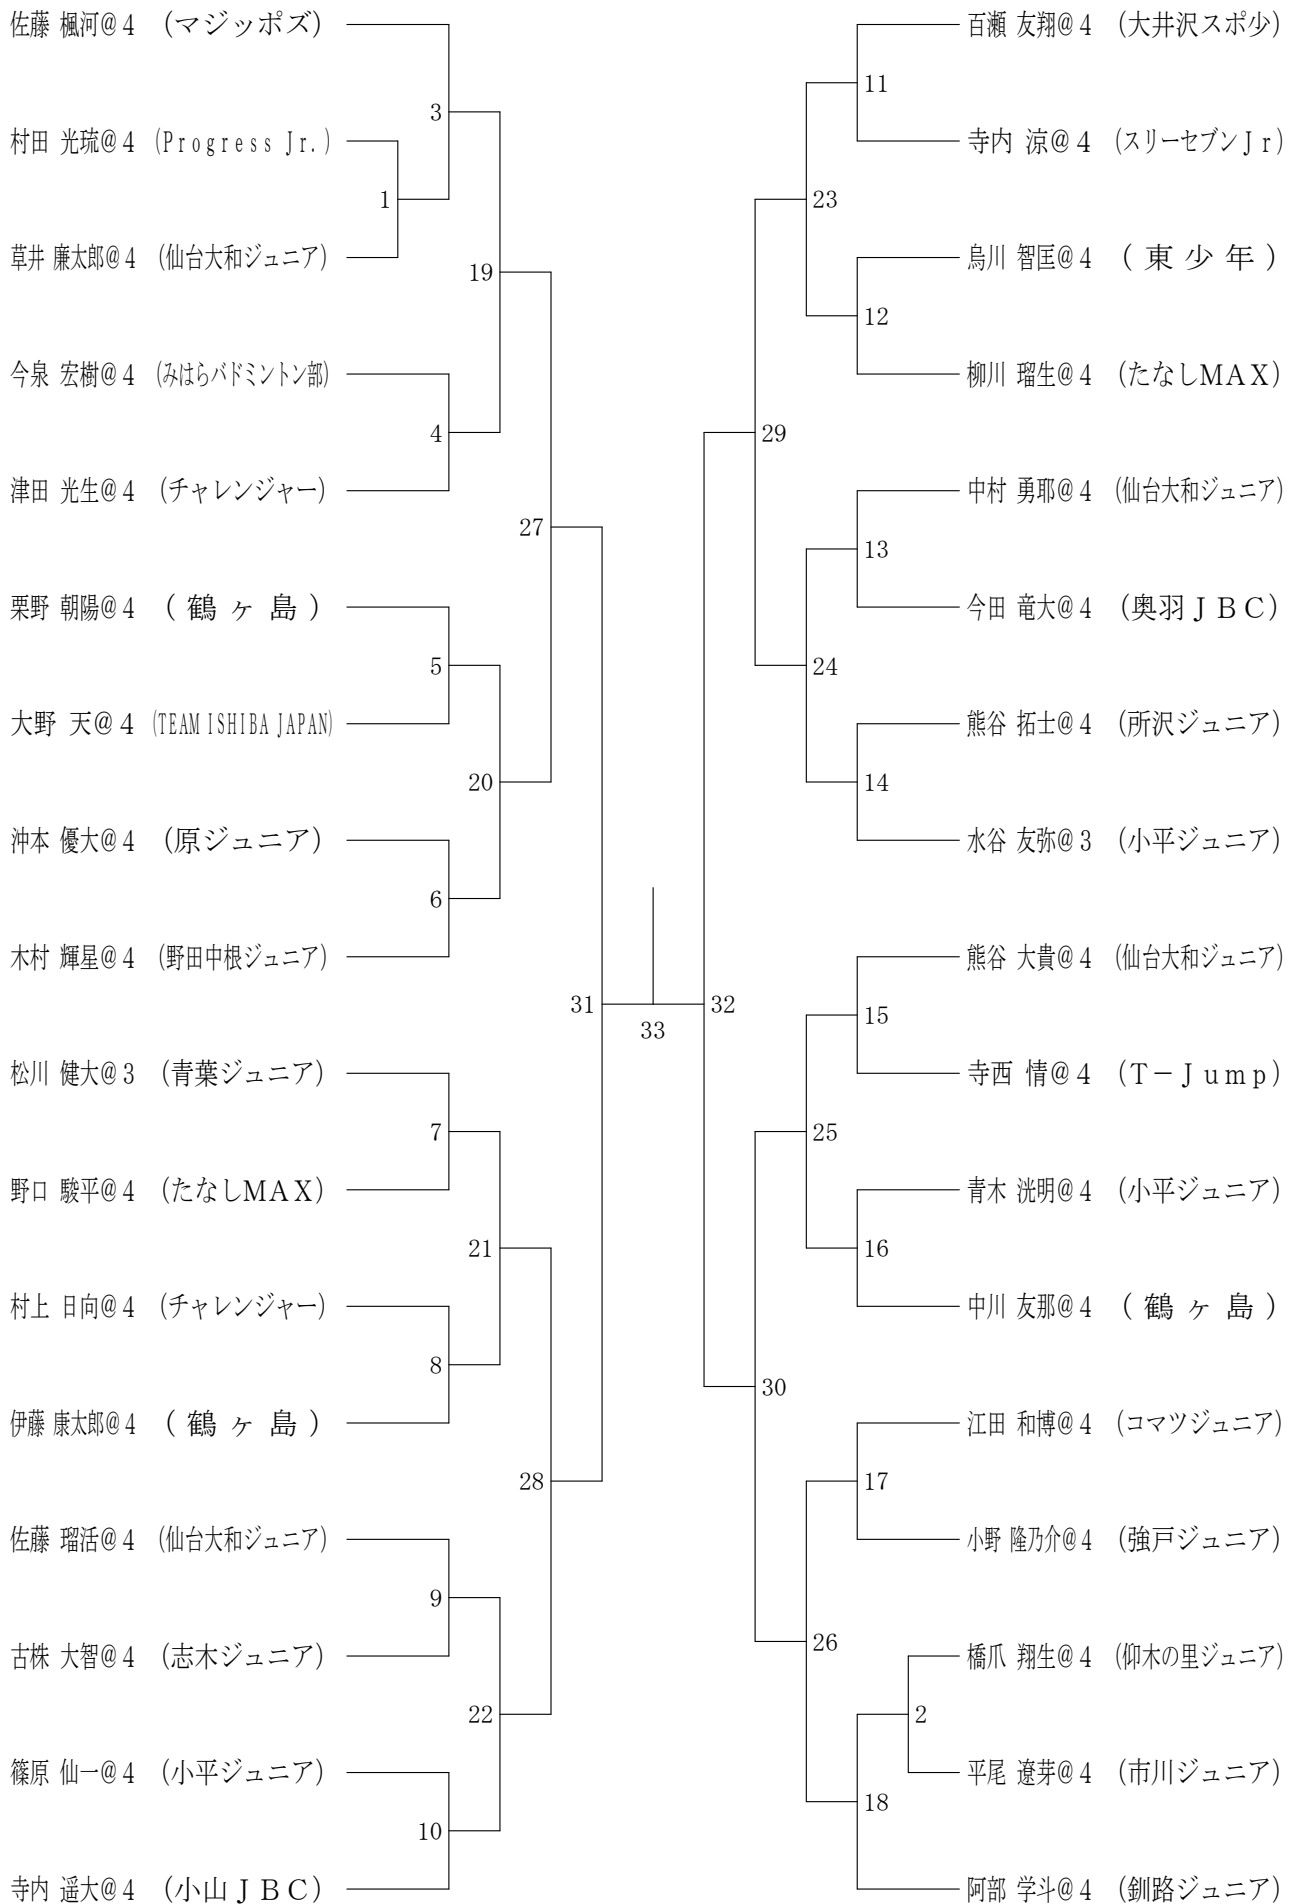 佐藤 楓河@４ （マジッポズ）
3
村田 光琉@４ （Progress Jr.）
1
草井 廉太郎@４ （仙台大和ジュニア）
19
今泉 宏樹@４ （みはらバドミントン部）
4
津田 光生@４ （チャレンジャー）
27
栗野 朝陽@４ （鶴ヶ島）
5
大野 天@４ （TEAM ISHIBA JAPAN）
20
沖本 優大@４ （原ジュニア）
6
木村 輝星@４ （野田中根ジュニア）
31
松川 健大@３ （青葉ジュニア）
7
野口 駿平@４ （たなしMAX）
21
村上 日向@４ （チャレンジャー）
8
伊藤 康太郎@４ （鶴ヶ島）
28
佐藤 瑠活@４ （仙台大和ジュニア）
9
古株 大智@４ （志木ジュニア）
22
篠原 仙一@４ （小平ジュニア）
10
寺内 遥大@４ （小山ＪＢＣ）
33
百瀬 友翔@４ （大井沢スポ少）
11
寺内 涼@４ （スリーセブンＪｒ）
23
烏川 智匡@４ （東少年）
12
柳川 瑠生@４ （たなしMAX）
29
中村 勇耶@４ （仙台大和ジュニア）
13
今田 竜大@４ （奥羽ＪＢＣ）
24
熊谷 拓士@４ （所沢ジュニア）
14
水谷 友弥@３ （小平ジュニア）
32
熊谷 大貴@４ （仙台大和ジュニア）
15
寺西 情@４ （Ｔ－Ｊｕｍｐ）
25
青木 洸明@４ （小平ジュニア）
16
中川 友那@４ （鶴ヶ島）
30
江田 和博@４ （コマツジュニア）
17
小野 隆乃介@４ （強戸ジュニア）
26
橋爪 翔生@４ （仰木の里ジュニア）
2
平尾 遼芽@４ （市川ジュニア）
18
阿部 学斗@４ （釧路ジュニア）